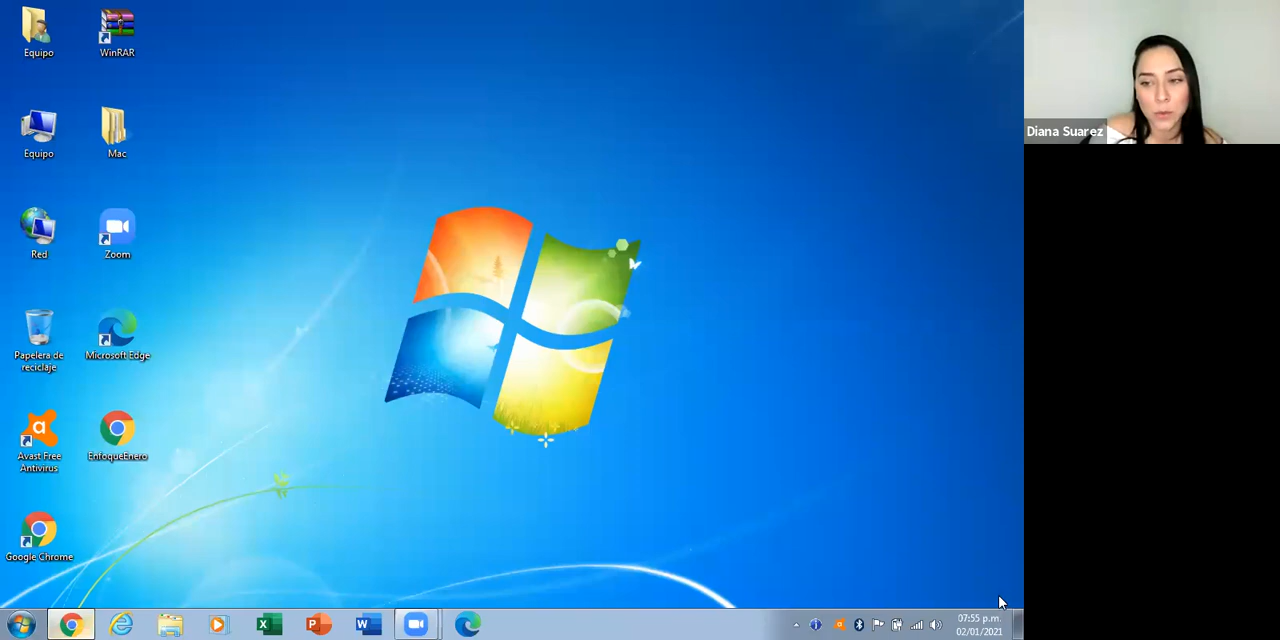 Equipo
WinRAR
Equipo
Mac
Red
Zoom
Papelera de
reciclaje
Microsoft Edge
Avast Free
Antivirus
EnfoqueEnero
Google Chrome
Diana Suarez
07:55 p.m.
02/01/2021